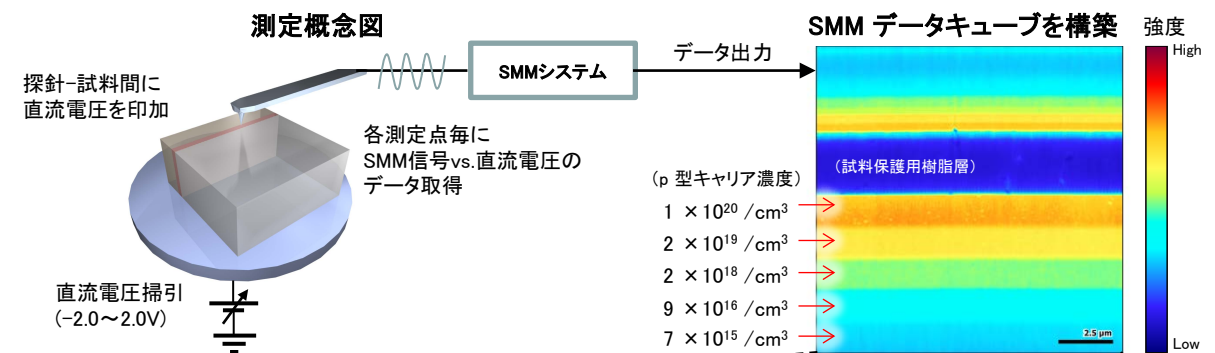 測定概念図
SMM データキューブを構築
強度
High
データ出力
SMMシステム
探針-試料間に
直流電圧を印加
各測定点毎に
SMM信号vs.直流電圧の
データ取得
(試料保護用樹脂層)
(p 型キャリア濃度)
1 ×10²⁰ /cm³
2 ×10¹⁹ /cm³
2 ×10¹⁸ /cm³
9 ×10¹⁶ /cm³
7 ×10¹⁵ /cm³
直流電圧掃引
(-2.0～2.0V)
2.5 μm
Low